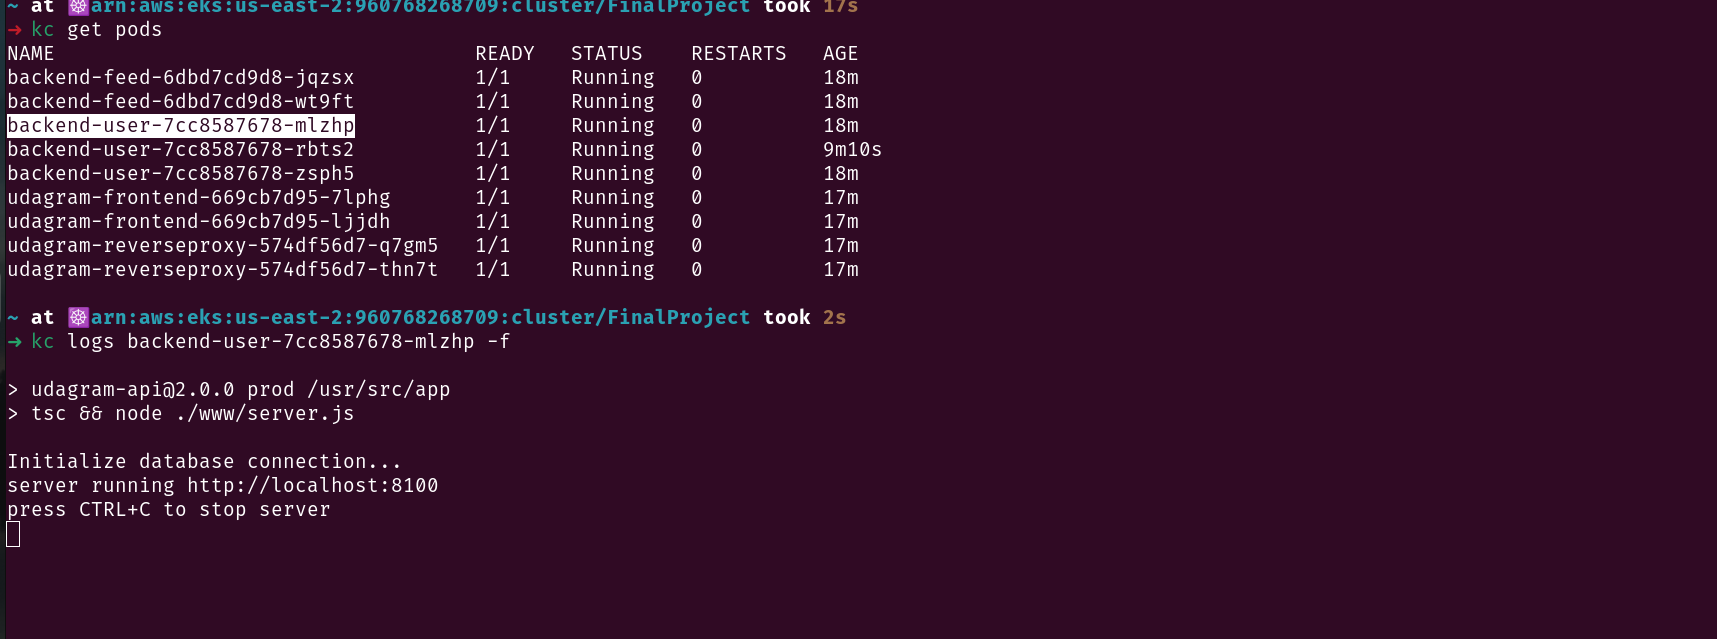 ~ at ☸arn:aws:eks:us-east-2:960768268709:cluster/FinalProject took 17s
→ kc get pods
NAME READY STATUS RESTARTS AGE
backend-feed-6dbd7cd9d8-jqzsx 1/1 Running 0 18m
backend-feed-6dbd7cd9d8-wt9ft 1/1 Running 0 18m
backend-user-7cc8587678-mlzhp 1/1 Running 0 18m
backend-user-7cc8587678-rbts2 1/1 Running 0 9m10s
backend-user-7cc8587678-zsph5 1/1 Running 0 18m
udagram-frontend-669cb7d95-7lphg 1/1 Running 0 17m
udagram-frontend-669cb7d95-ljjdh 1/1 Running 0 17m
udagram-reverseproxy-574df56d7-q7gm5 1/1 Running 0 17m
udagram-reverseproxy-574df56d7-thn7t 1/1 Running 0 17m
~ at ☸arn:aws:eks:us-east-2:960768268709:cluster/FinalProject took 2s
→ kc logs backend-user-7cc8587678-mlzhp -f
> udagram-api@2.0.0 prod /usr/src/app
> tsc && node ./www/server.js
Initialize database connection...
server running http://localhost:8100
press CTRL+C to stop server